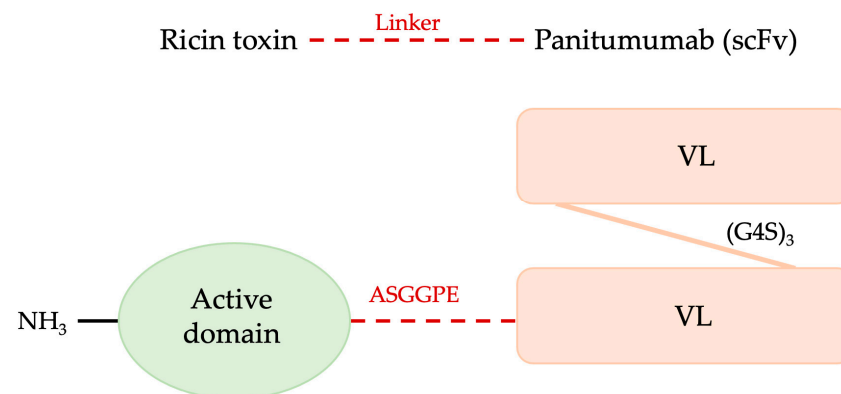 Linker
Ricin toxin
Panitumumab (scFv)
VL
(G4S)₃
Active
domain
ASGGPE
NH₃
VL